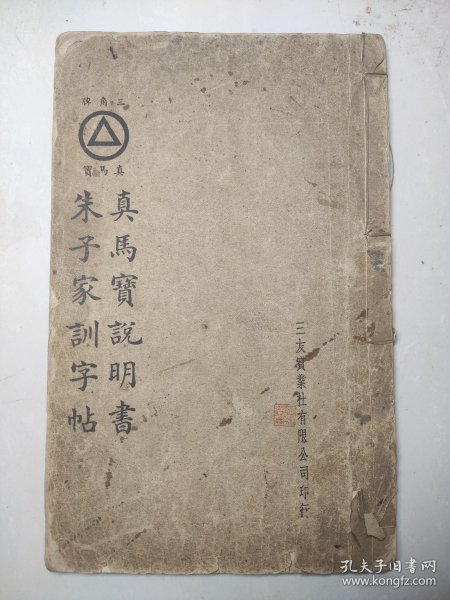 三角牌
真馬寶
真馬寶說明書
朱子家訓字帖
三友實業社有限公司印行
孔夫子旧书网
www.kongfz.com